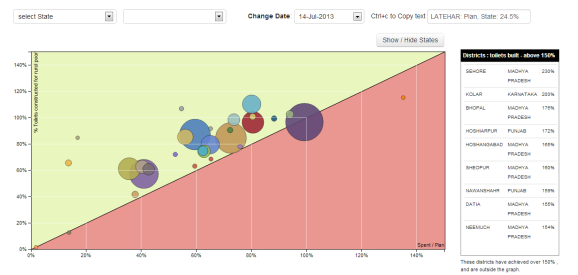 select State
Change Date
14-Jul-2013
Ctrl+c to Copy text
LATEHAR: Plan, State: 24.5%
Show / Hide States
% Toilets constructed for rural poor
140%
120%
100%
80%
60%
40%
20%
0%
0%
20%
40%
60%
80%
100%
120%
140%
Spent / Plan
Districts : toilets built - above 150%
SEHORE MADHYA PRADESH 230%
KOLAR KARNATAKA 203%
BHOPAL MADHYA PRADESH 176%
HOSHIARPUR PUNJAB 172%
HOSHANGABAD MADHYA PRADESH 165%
SHEOPUR MADHYA PRADESH 160%
NAWANSHAHR PUNJAB 159%
DATIA MADHYA PRADESH 155%
NEEMUCH MADHYA PRADESH 154%
These districts have achieved over 150% ,
and are outside the graph.